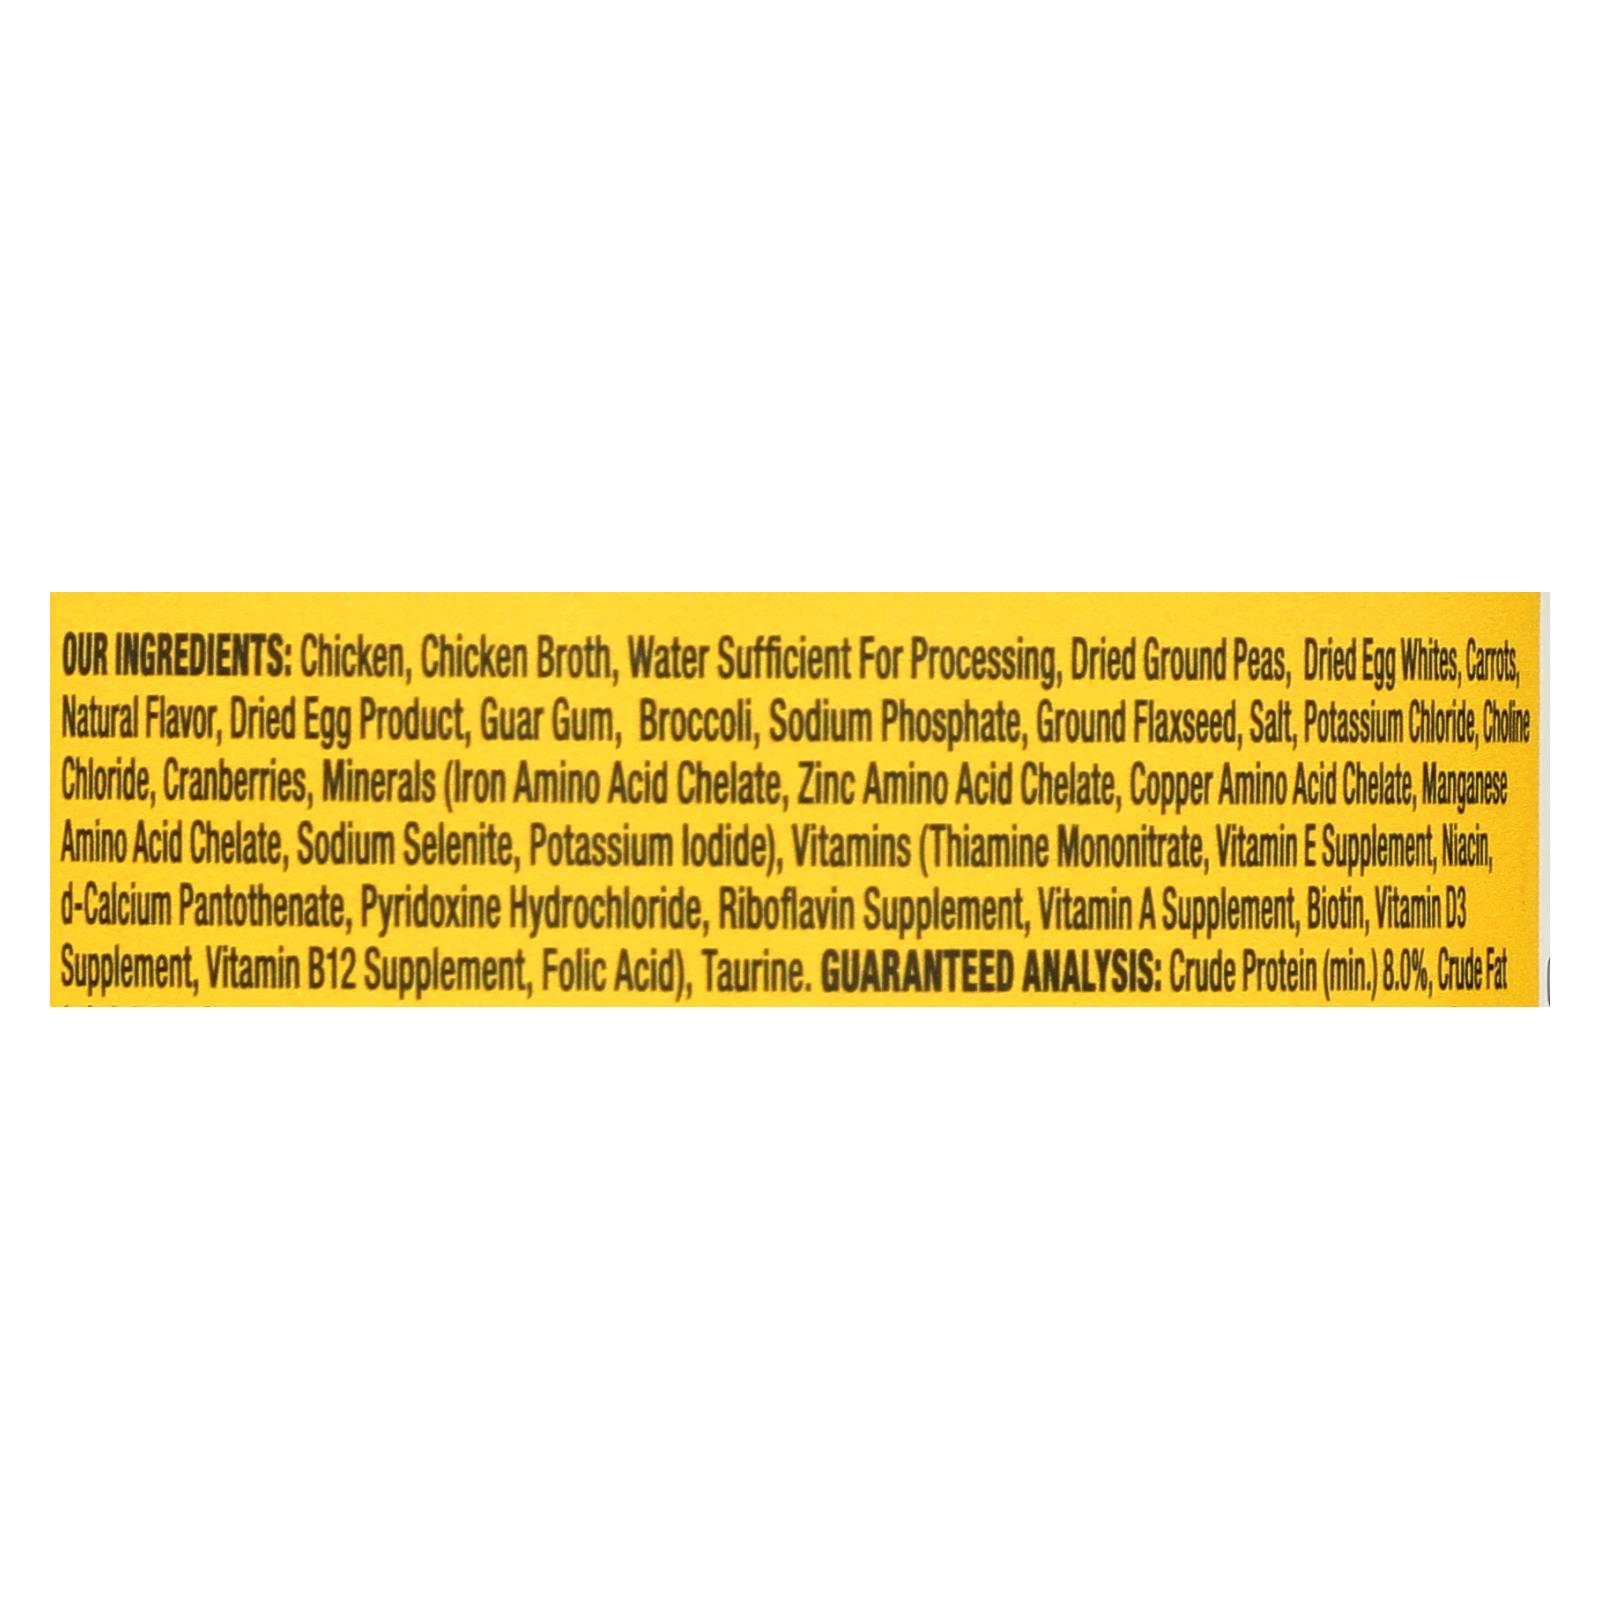 OUR INGREDIENTS: Chicken, Chicken Broth, Water Sufficient For Processing, Dried Ground Peas, Dried Egg Whites, Carrots,
Natural Flavor, Dried Egg Product, Guar Gum, Broccoli, Sodium Phosphate, Ground Flaxseed, Salt, Potassium Chloride, Choline
Chloride, Cranberries, Minerals (Iron Amino Acid Chelate, Zinc Amino Acid Chelate, Copper Amino Acid Chelate, Manganese
Amino Acid Chelate, Sodium Selenite, Potassium Iodide), Vitamins (Thiamine Mononitrate, Vitamin E Supplement, Niacin,
d-Calcium Pantothenate, Pyridoxine Hydrochloride, Riboflavin Supplement, Vitamin A Supplement, Biotin, Vitamin D3
Supplement, Vitamin B12 Supplement, Folic Acid), Taurine. GUARANTEED ANALYSIS: Crude Protein (min.) 8.0%, Crude Fat